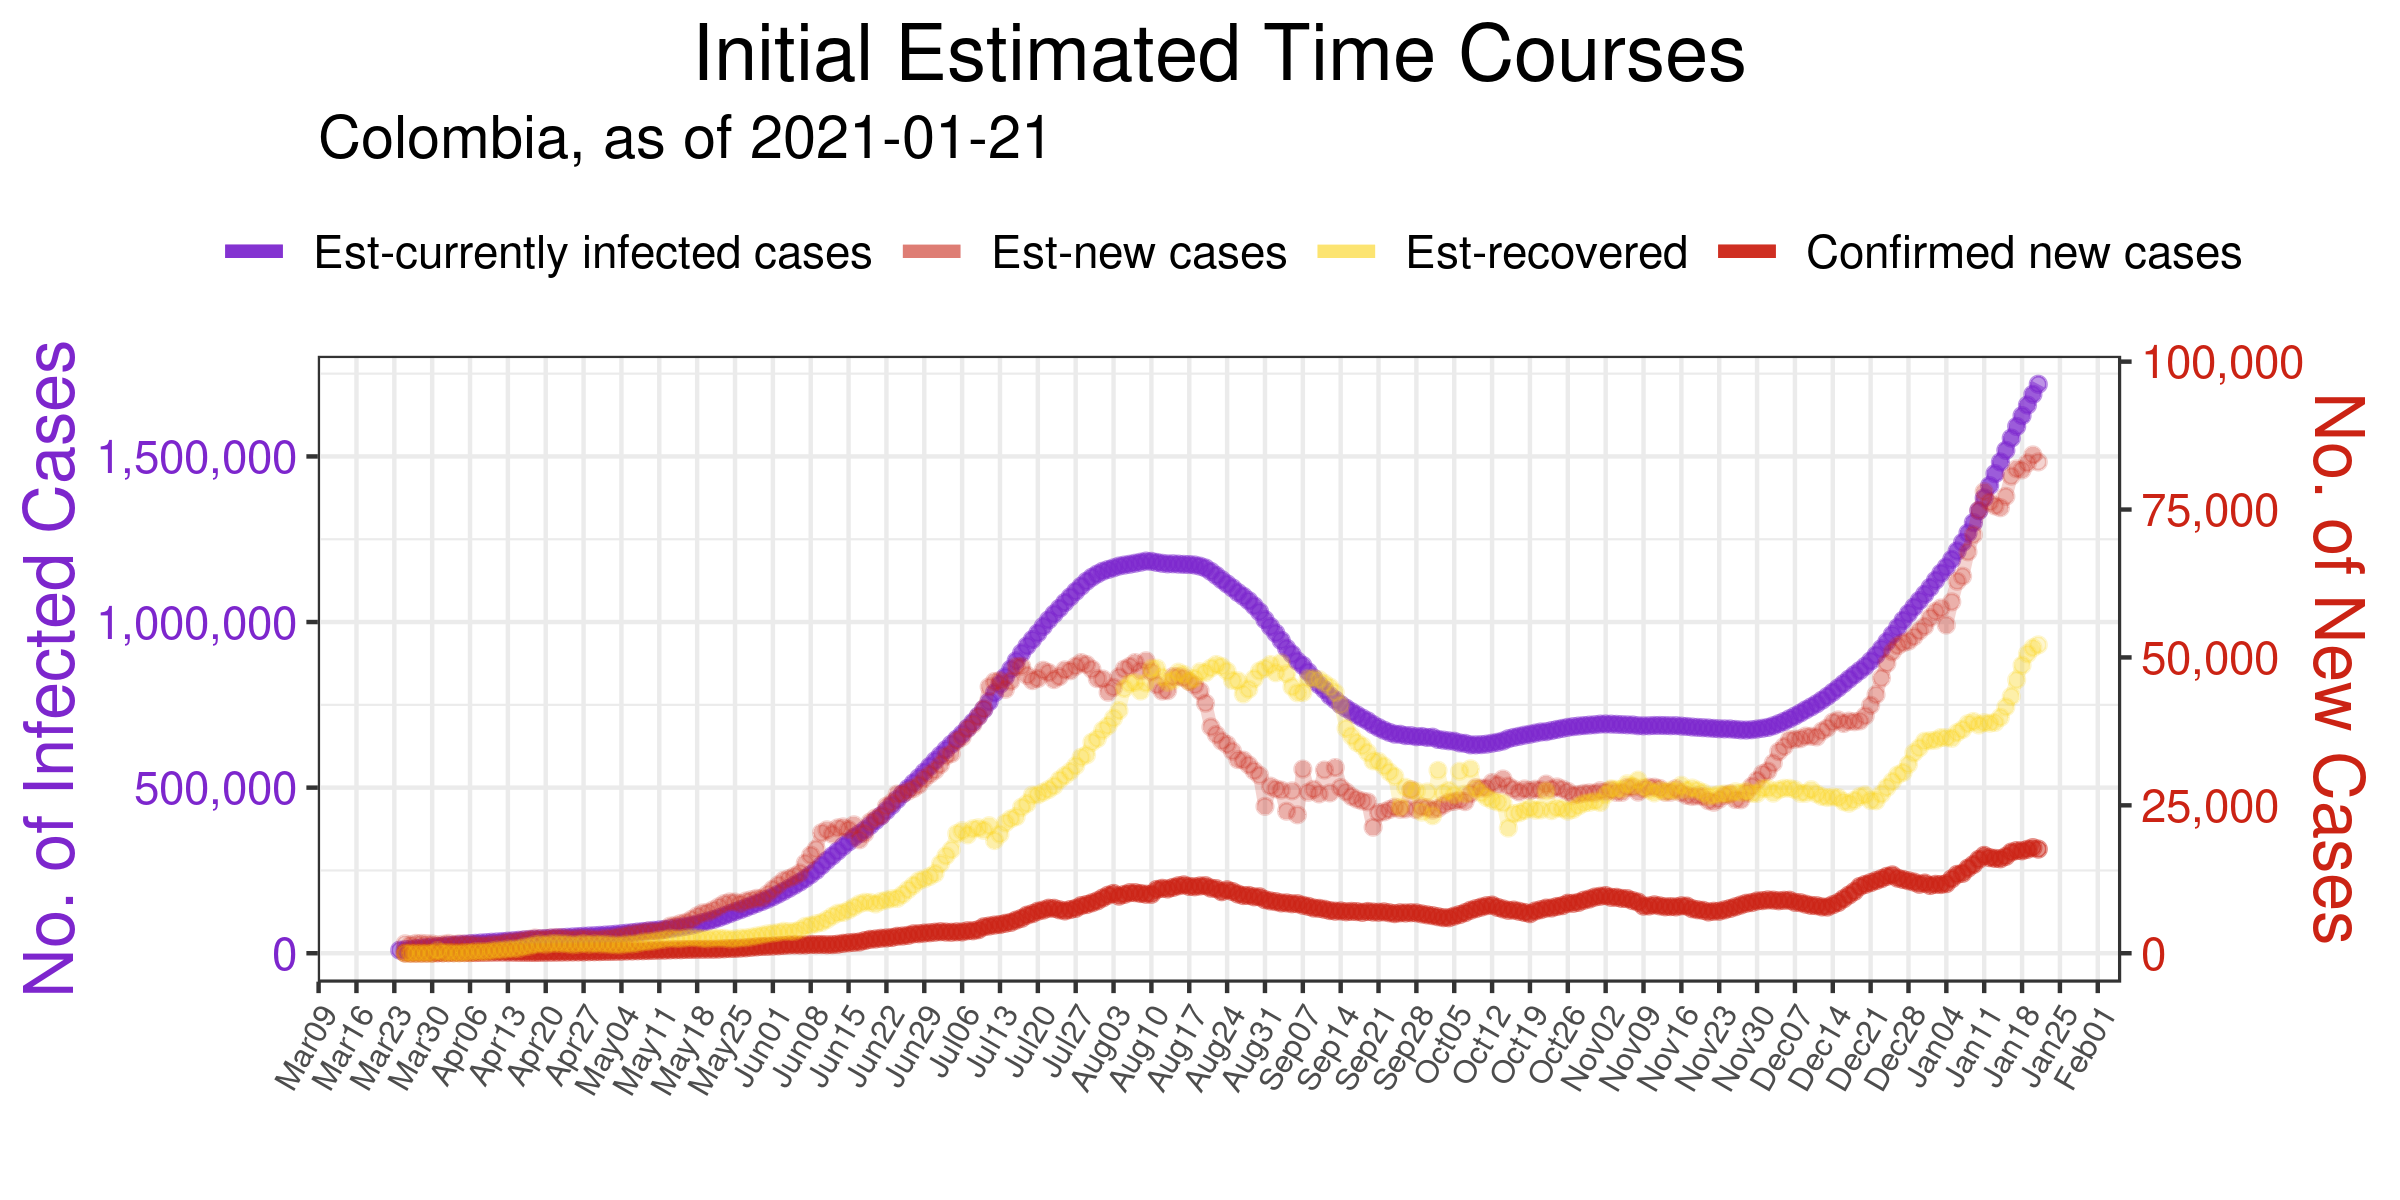 Initial Estimated Time Courses
Colombia, as of 2021-01-21
Est-currently infected cases Est-new cases Est-recovered Confirmed new cases
No. of Infected Cases
1,500,000
1,000,000
500,000
0
100,000
75,000
50,000
25,000
0
No. of New Cases
Mar09 Mar16 Mar23 Mar30 Apr06 Apr13 Apr20 Apr27 May04 May11 May18 May25 Jun01 Jun08 Jun15 Jun22 Jun29 Jul06 Jul13 Jul20 Jul27 Aug03 Aug10 Aug17 Aug24 Aug31 Sep07 Sep14 Sep21 Sep28 Oct05 Oct12 Oct19 Oct26 Nov02 Nov09 Nov16 Nov23 Nov30 Dec07 Dec14 Dec21 Dec28 Jan04 Jan11 Jan18 Jan25 Feb01